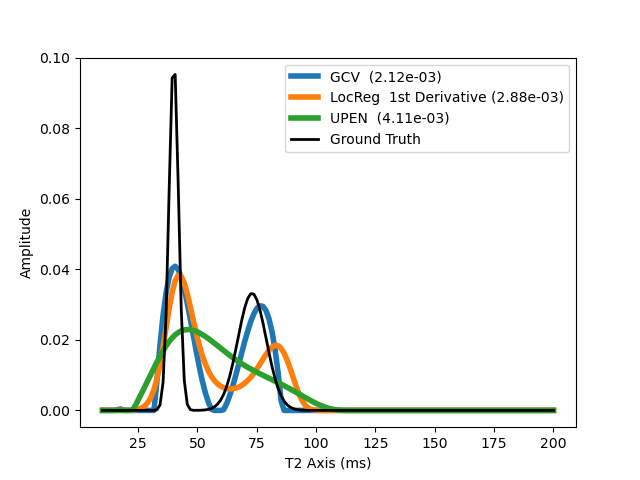 GCV  (2.12e-03)
LocReg  1st Derivative (2.88e-03)
UPEN  (4.11e-03)
Ground Truth
0.10
0.08
0.06
0.04
0.02
0.00
Amplitude
25 50 75 100 125 150 175 200
T2 Axis (ms)